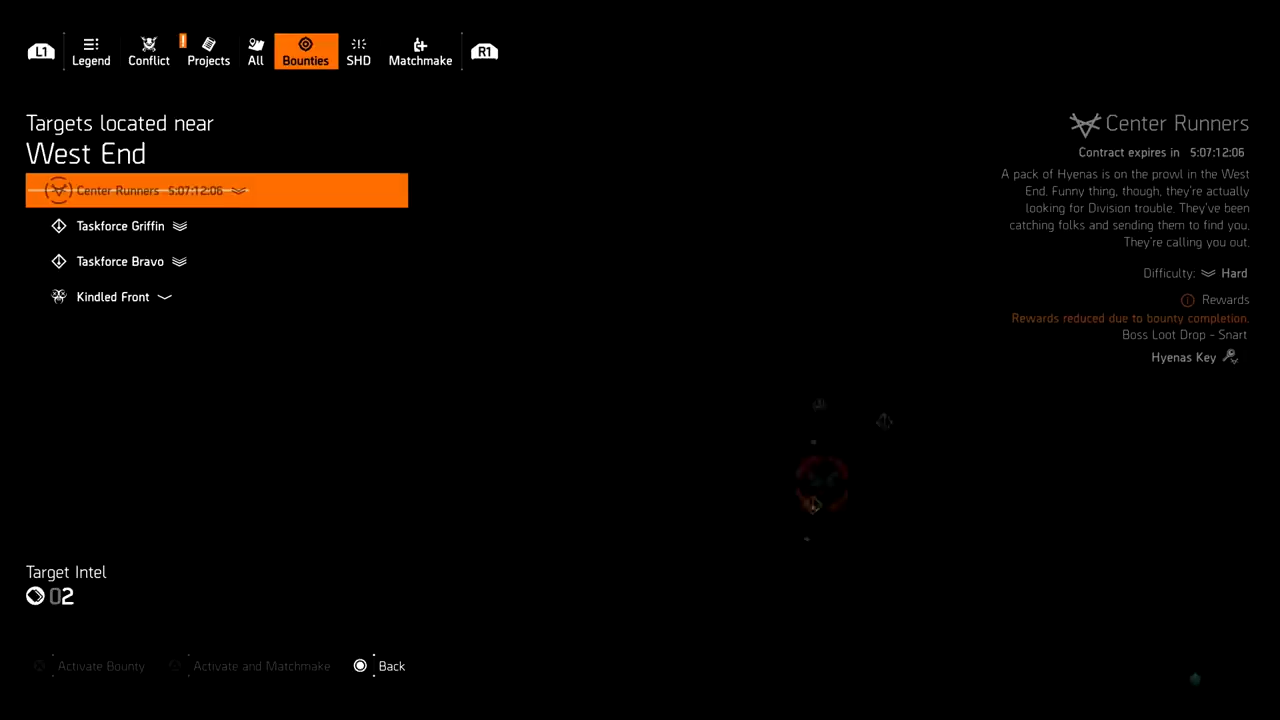 L1
Legend
Conflict
Projects
All
Bounties
SHD
Matchmake
R1
Targets located near
West End
Center Runners 5:07:12:06
Taskforce Griffin
Taskforce Bravo
Kindled Front
Target Intel
02
Activate Bounty
Activate and Matchmake
Back
Center Runners
Contract expires in 5:07:12:06
A pack of Hyenas is on the prowl in the West
End. Funny thing, though, they're actually
looking for Division trouble. They've been
catching folks and sending them to find you.
They're calling you out.
Difficulty: Hard
Rewards
Rewards reduced due to bounty completion.
Boss Loot Drop - Snart
Hyenas Key